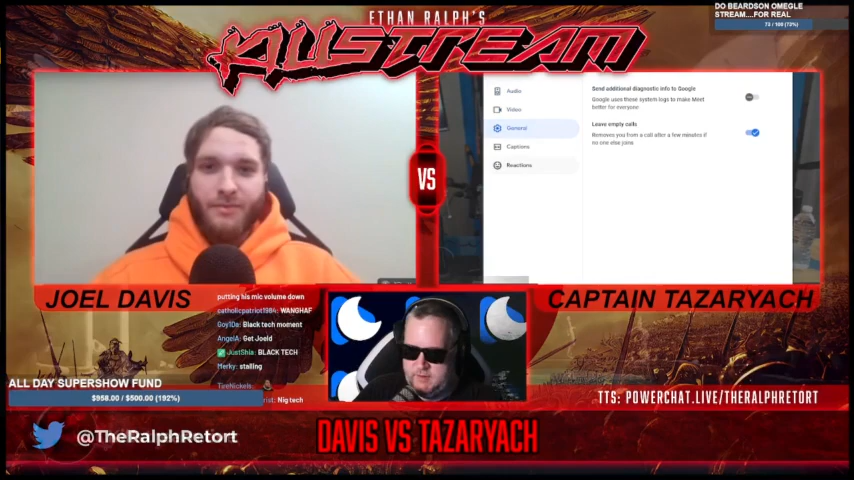 DO BEARDSON OMEGLE
STREAM....FOR REAL
ETHAN RALPH'S
KILLSTREAM
Audio
Video
General
Captions
Reactions
Send additional diagnostic info to Google
Google uses these system logs to make Meet
better for everyone
Leave empty calls
Removes you from a call after a few minutes if
no one else joins
VS
JOEL DAVIS
CAPTAIN TAZARYACH
putting his mic volume down
catholicpatriot1984: WANGHAF
Goy1Da: Black tech moment
AngelA: Get Joeld
JustShia: BLACK TECH
Merky: stalling
TireNickels
rist: Nig tech
ALL DAY SUPERSHOW FUND
$958.00 / $500.00 (192%)
TTS: POWERCHAT.LIVE/THERALPHRETORT
@TheRalphRetort
DAVIS VS TAZARYACH